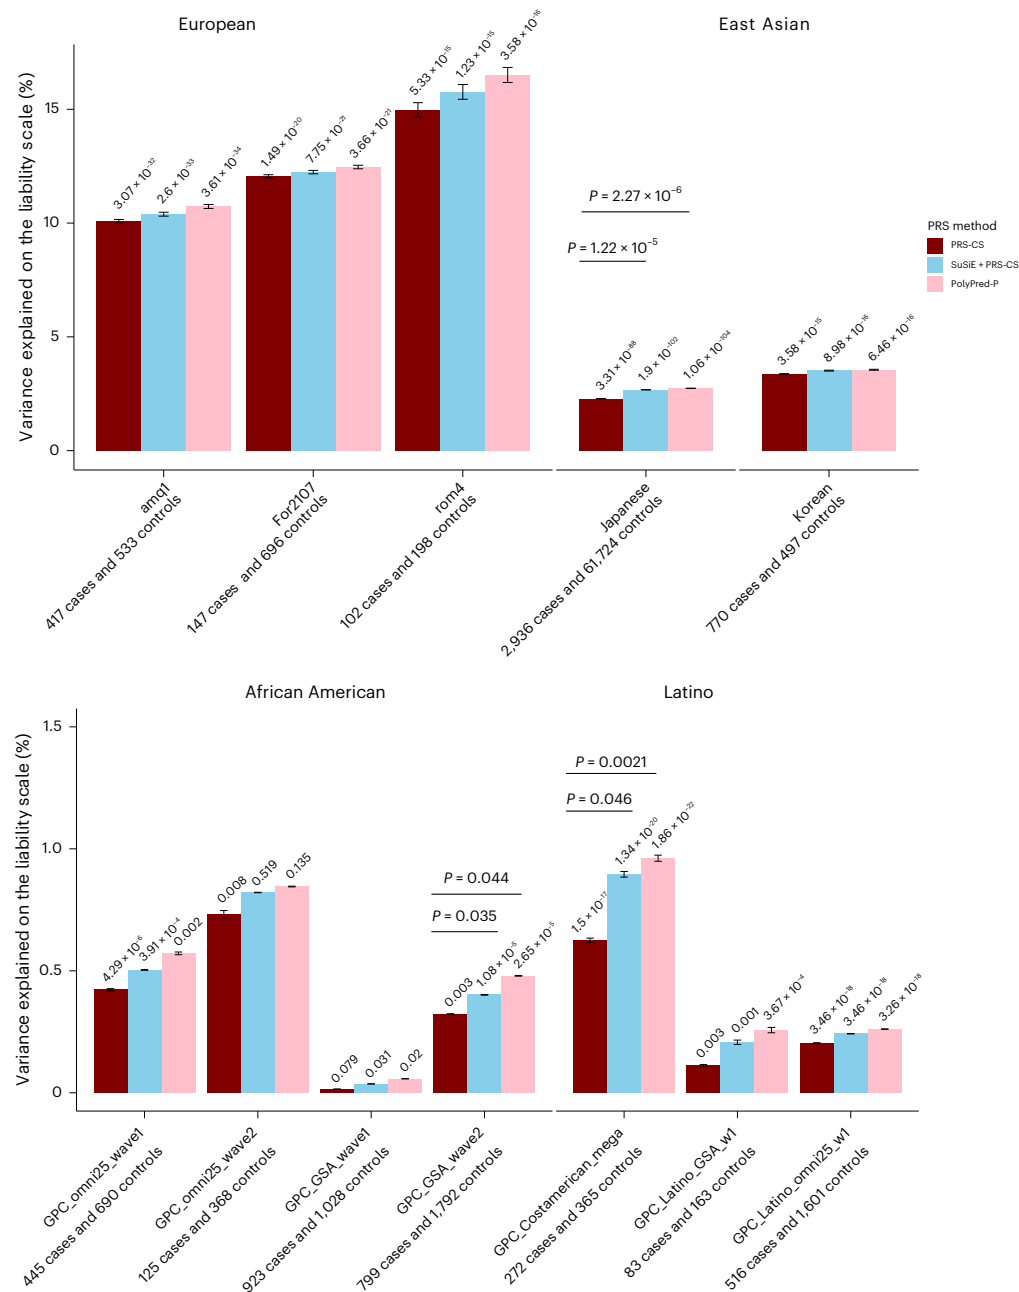 European
East Asian
Variance explained on the liability scale (%)
15
10
5
0
3.07 × 10⁻³²
2.6 × 10⁻³³
3.61 × 10⁻³⁴
1.49 × 10⁻²⁰
7.75 × 10⁻²¹
3.66 × 10⁻²¹
5.33 × 10⁻¹⁵
1.23 × 10⁻¹⁵
3.58 × 10⁻¹⁶
P = 2.27 × 10⁻⁶
P = 1.22 × 10⁻⁵
3.31 × 10⁻⁸⁸
1.9 × 10⁻¹⁰²
1.06 × 10⁻¹⁰⁴
3.58 × 10⁻¹⁵
8.98 × 10⁻¹⁶
6.46 × 10⁻¹⁶
PRS method
PRS-CS
SuSiE + PRS-CS
PolyPred-P
amq1
417 cases and 533 controls
For2107
147 cases and 696 controls
rom4
102 cases and 198 controls
Japanese
2,936 cases and 61,724 controls
Korean
770 cases and 497 controls
African American
Latino
Variance explained on the liability scale (%)
1.5
1.0
0.5
0
4.29 × 10⁻⁵
3.91 × 10⁻⁴
0.002
0.008
0.519
0.135
0.079
0.031
0.02
P = 0.044
P = 0.035
0.003
1.08 × 10⁻⁵
2.65 × 10⁻⁵
P = 0.0021
P = 0.046
1.5 × 10⁻¹⁷
1.34 × 10⁻²⁰
1.86 × 10⁻²²
0.003
0.001
3.67 × 10⁻⁴
3.46 × 10⁻¹⁸
3.46 × 10⁻¹⁸
3.26 × 10⁻¹⁸
GPC_omni25_wave1
445 cases and 690 controls
GPC_omni25_wave2
125 cases and 368 controls
GPC_GSA_wave1
923 cases and 1,028 controls
GPC_GSA_wave2
799 cases and 1,792 controls
GPC_Costamerican_mega
272 cases and 365 controls
GPC_Latino_GSA_w1
83 cases and 163 controls
GPC_Latino_omni25_w1
516 cases and 1,601 controls